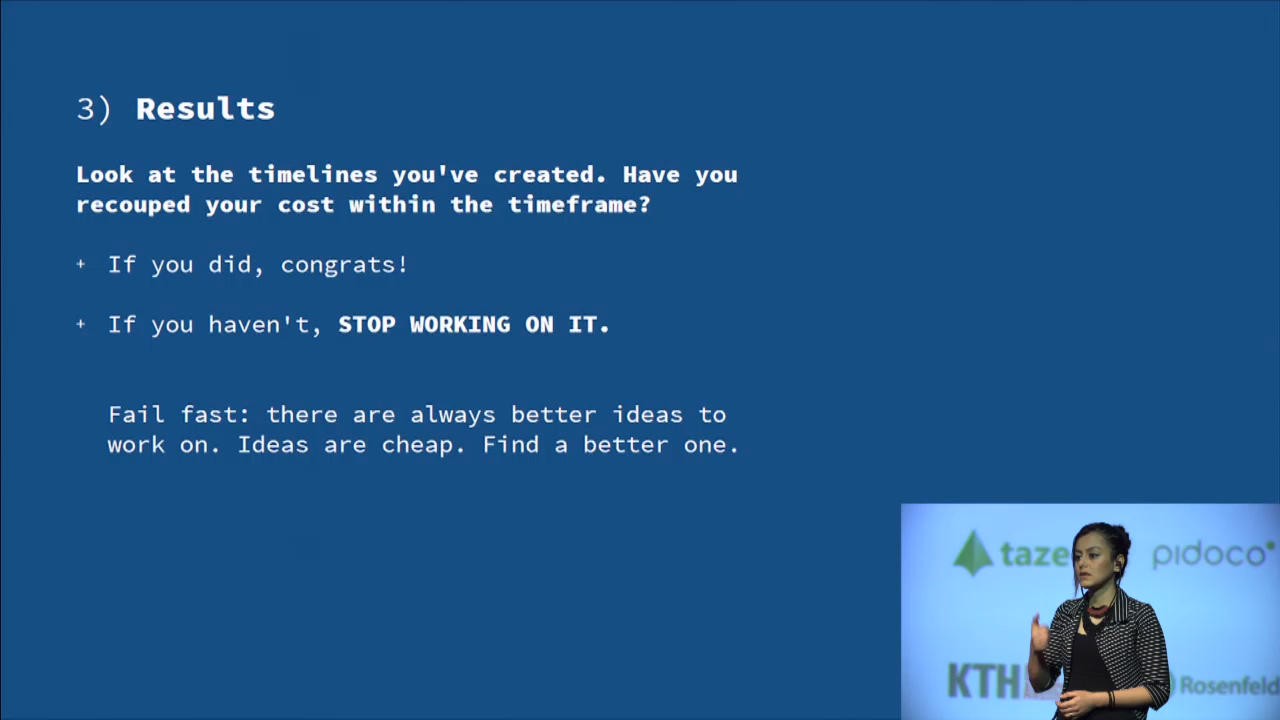 3) Results
Look at the timelines you've created. Have you
recouped your cost within the timeframe?
+ If you did, congrats!
+ If you haven't, STOP WORKING ON IT.
Fail fast: there are always better ideas to
work on. Ideas are cheap. Find a better one.
taze
pidoco
KTH
Rosenfeld